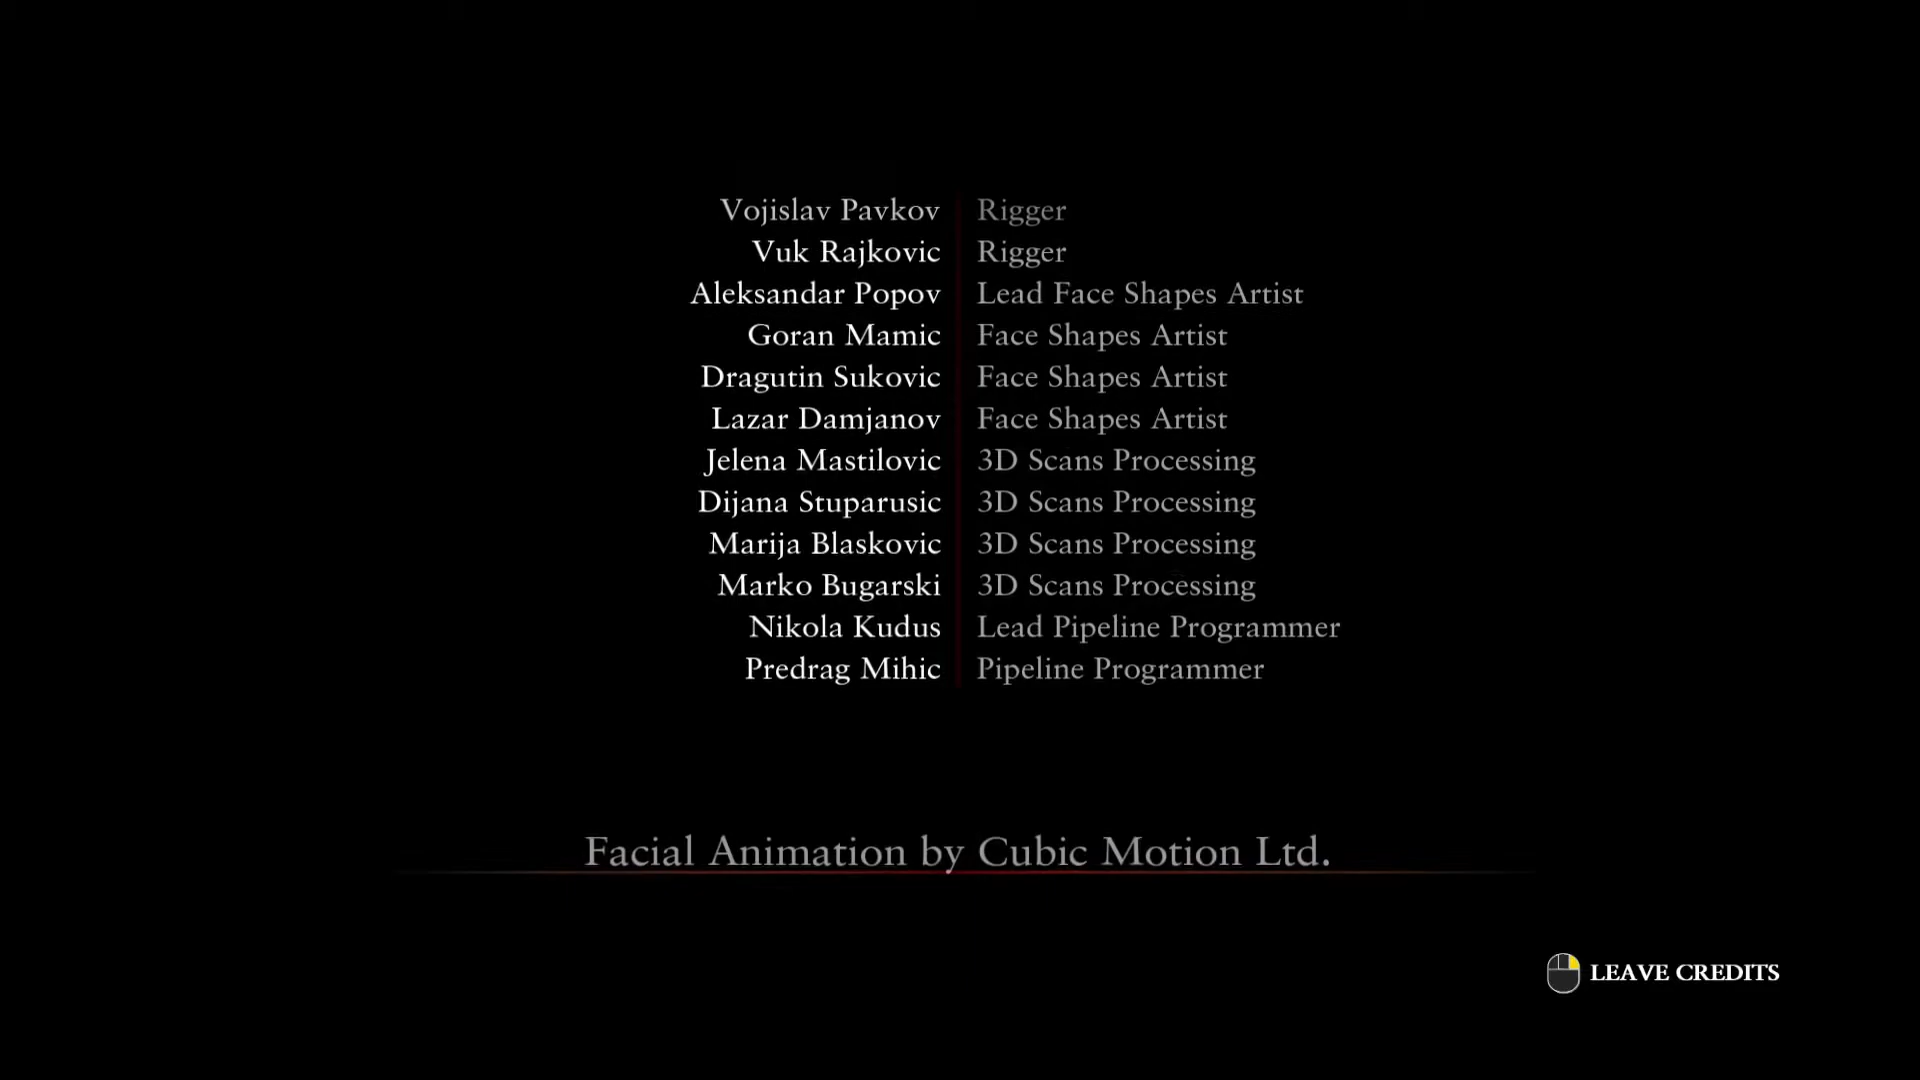 Vojislav Pavkov Rigger
Vuk Rajkovic Rigger
Aleksandar Popov Lead Face Shapes Artist
Goran Mamic Face Shapes Artist
Dragutin Sukovic Face Shapes Artist
Lazar Damjanov Face Shapes Artist
Jelena Mastilovic 3D Scans Processing
Dijana Stuparusic 3D Scans Processing
Marija Blaskovic 3D Scans Processing
Marko Bugarski 3D Scans Processing
Nikola Kudus Lead Pipeline Programmer
Predrag Mihic Pipeline Programmer
Facial Animation by Cubic Motion Ltd.
LEAVE CREDITS